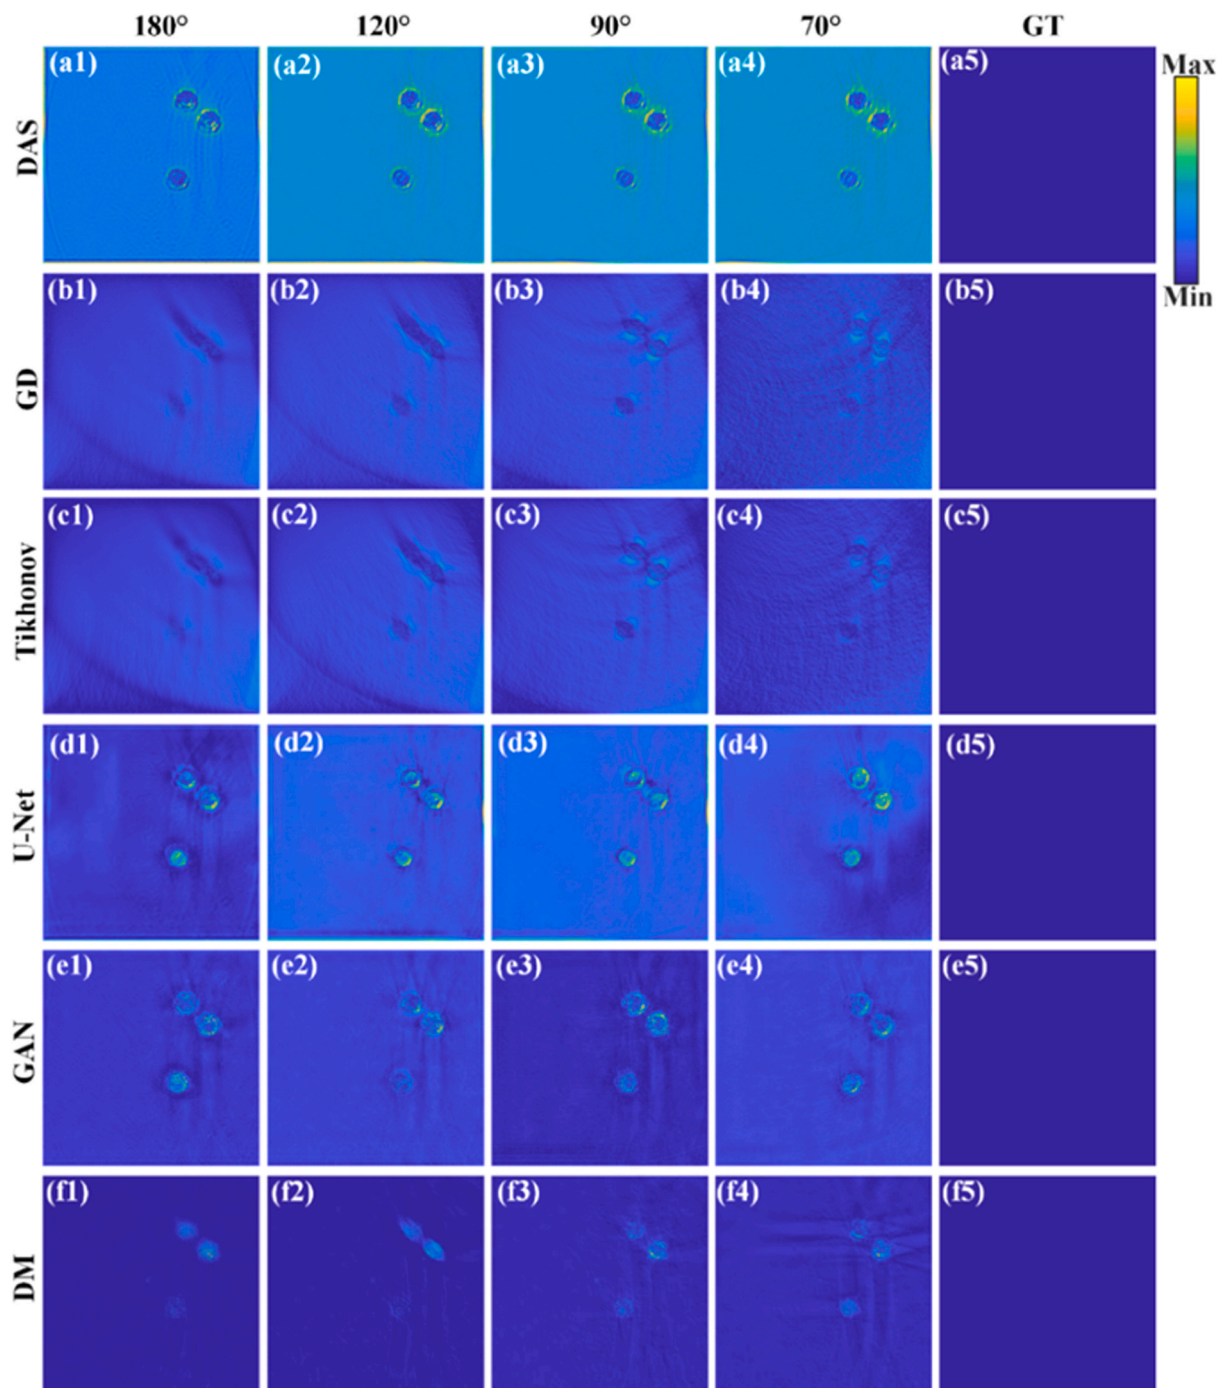 180° 120° 90° 70° GT
DAS (a1) (a2) (a3) (a4) (a5) Max
Min
GD (b1) (b2) (b3) (b4) (b5)
Tikhonov (c1) (c2) (c3) (c4) (c5)
U-Net (d1) (d2) (d3) (d4) (d5)
GAN (e1) (e2) (e3) (e4) (e5)
DM (f1) (f2) (f3) (f4) (f5)